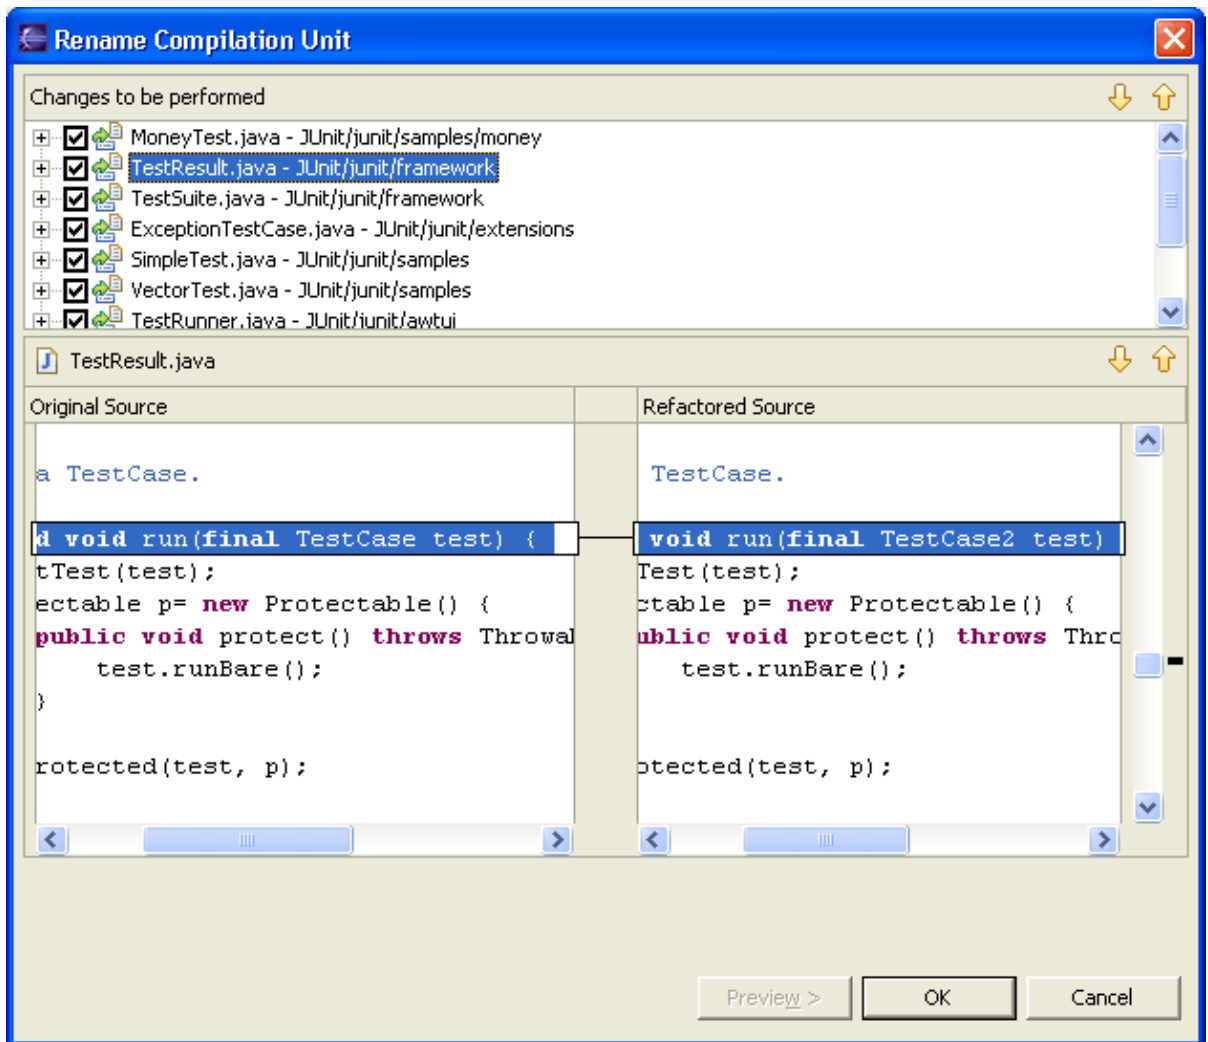 Rename Compilation Unit
Changes to be performed
MoneyTest.java - JUnit/junit/samples/money
TestResult.java - JUnit/junit/framework
TestSuite.java - JUnit/junit/framework
ExceptionTestCase.java - JUnit/junit/extensions
SimpleTest.java - JUnit/junit/samples
VectorTest.java - JUnit/junit/samples
TestRunner.java - JUnit/junit/awtui
J TestResult.java
Original Source
a TestCase.
d void run(final TestCase test) {
tTest(test);
ectable p= new Protectable() {
public void protect() throws Throwal
test.runBare();
}
rotected(test, p);
Refactored Source
TestCase.
void run(final TestCase2 test)
Test(test);
ctable p= new Protectable() {
ublic void protect() throws Thro
test.runBare();
otected(test, p);
Preview >
OK
Cancel